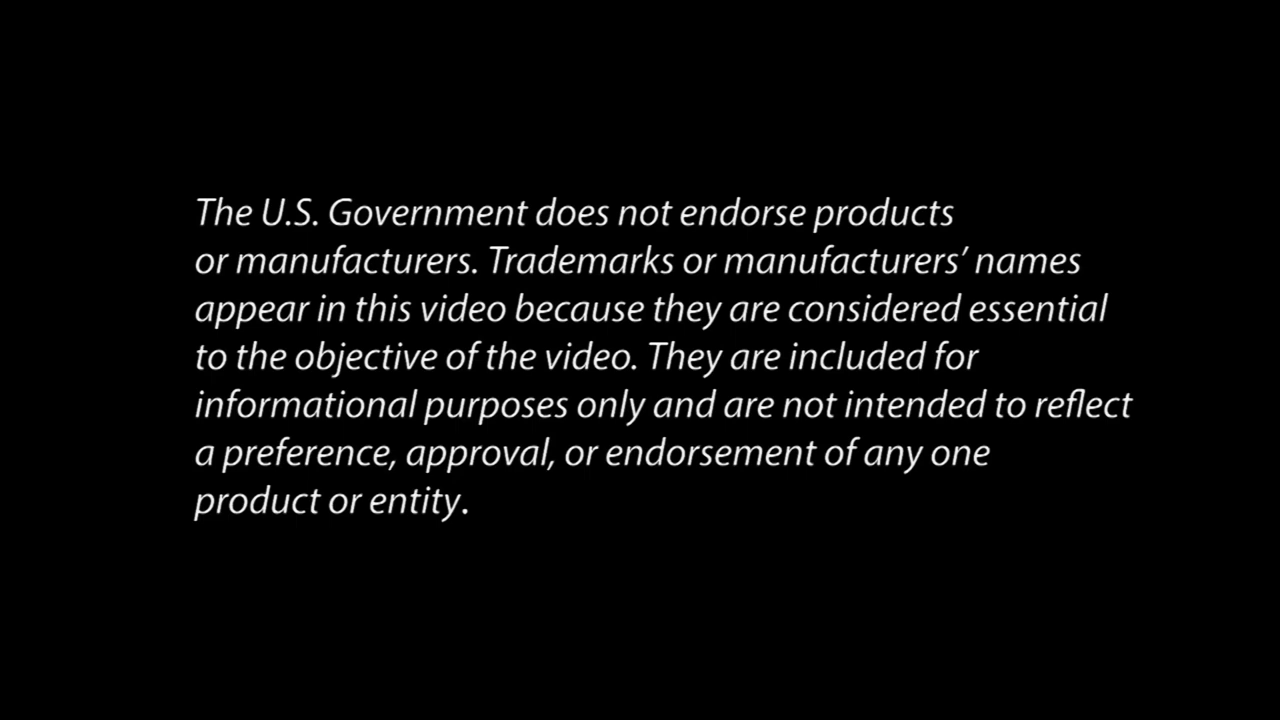 The U.S. Government does not endorse products
or manufacturers. Trademarks or manufacturers’ names
appear in this video because they are considered essential
to the objective of the video. They are included for
informational purposes only and are not intended to reflect
a preference, approval, or endorsement of any one
product or entity.